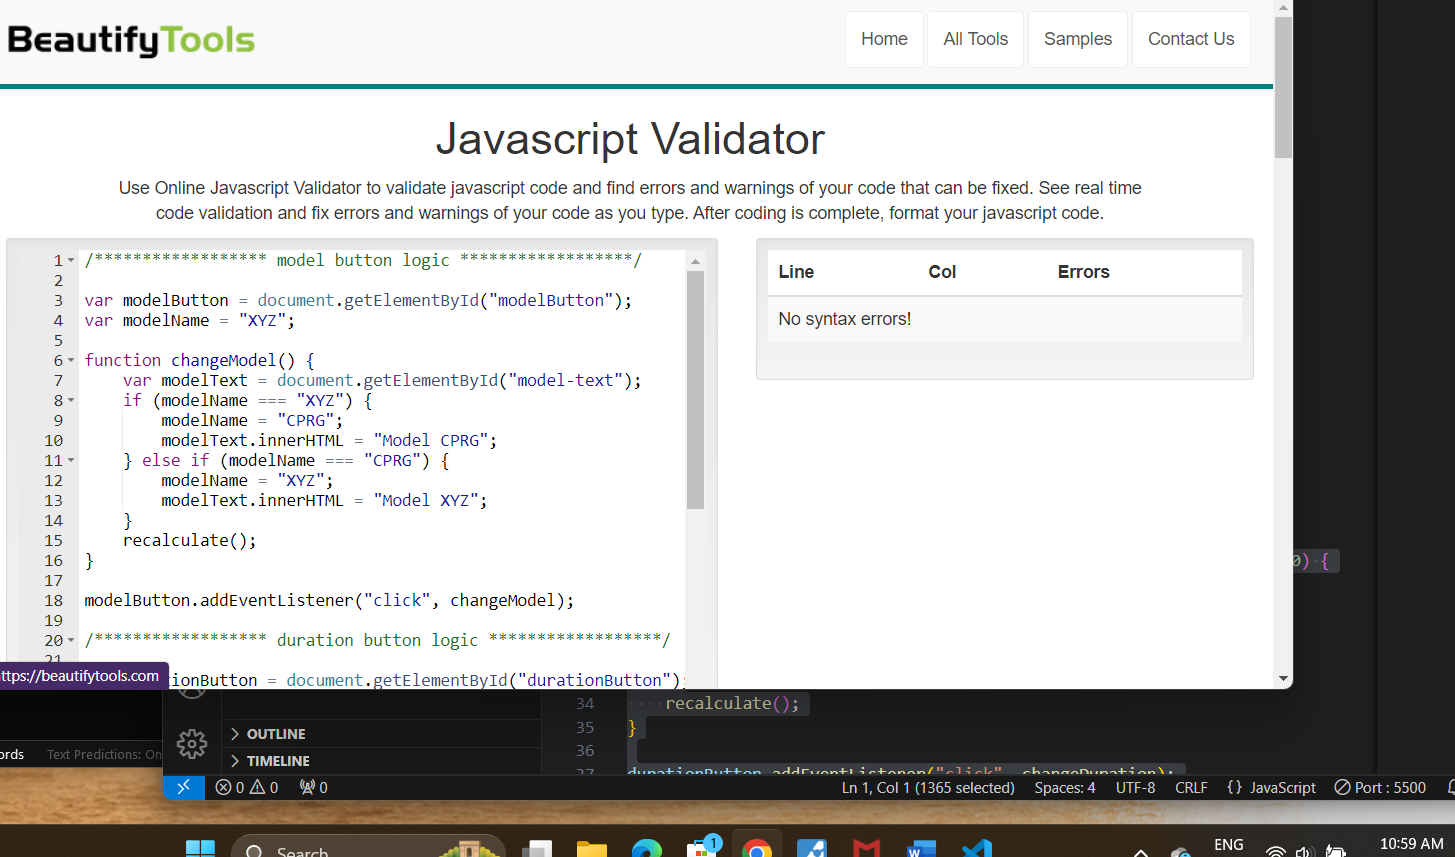 BeautifyTools
Home
All Tools
Samples
Contact Us
Javascript Validator
Use Online Javascript Validator to validate javascript code and find errors and warnings of your code that can be fixed. See real time
code validation and fix errors and warnings of your code as you type. After coding is complete, format your javascript code.
1 /****************** model button logic ******************/
2
3 var modelButton = document.getElementById("modelButton");
4 var modelName = "XYZ";
5
6 function changeModel() {
7 var modelText = document.getElementById("model-text");
8 if (modelName === "XYZ") {
9 modelName = "CPRG";
10 modelText.innerHTML = "Model CPRG";
11 } else if (modelName === "CPRG") {
12 modelName = "XYZ";
13 modelText.innerHTML = "Model XYZ";
14 }
15 recalculate();
16 }
17
18 modelButton.addEventListener("click", changeModel);
19
20 /****************** duration button logic ******************/
21
ionButton = document.getElementById("durationButton");
Line Col Errors
No syntax errors!
0) {
ttps://beautifytools.com
34 recalculate();
35 }
36
37 durationButton.addEventListener("click", changeDuration);
OUTLINE
TIMELINE
ords Text Predictions: On
0 0 0
Ln 1, Col 1 (1365 selected) Spaces: 4 UTF-8 CRLF {} JavaScript Port : 5500
Search
1
W
ENG
10:59 AM